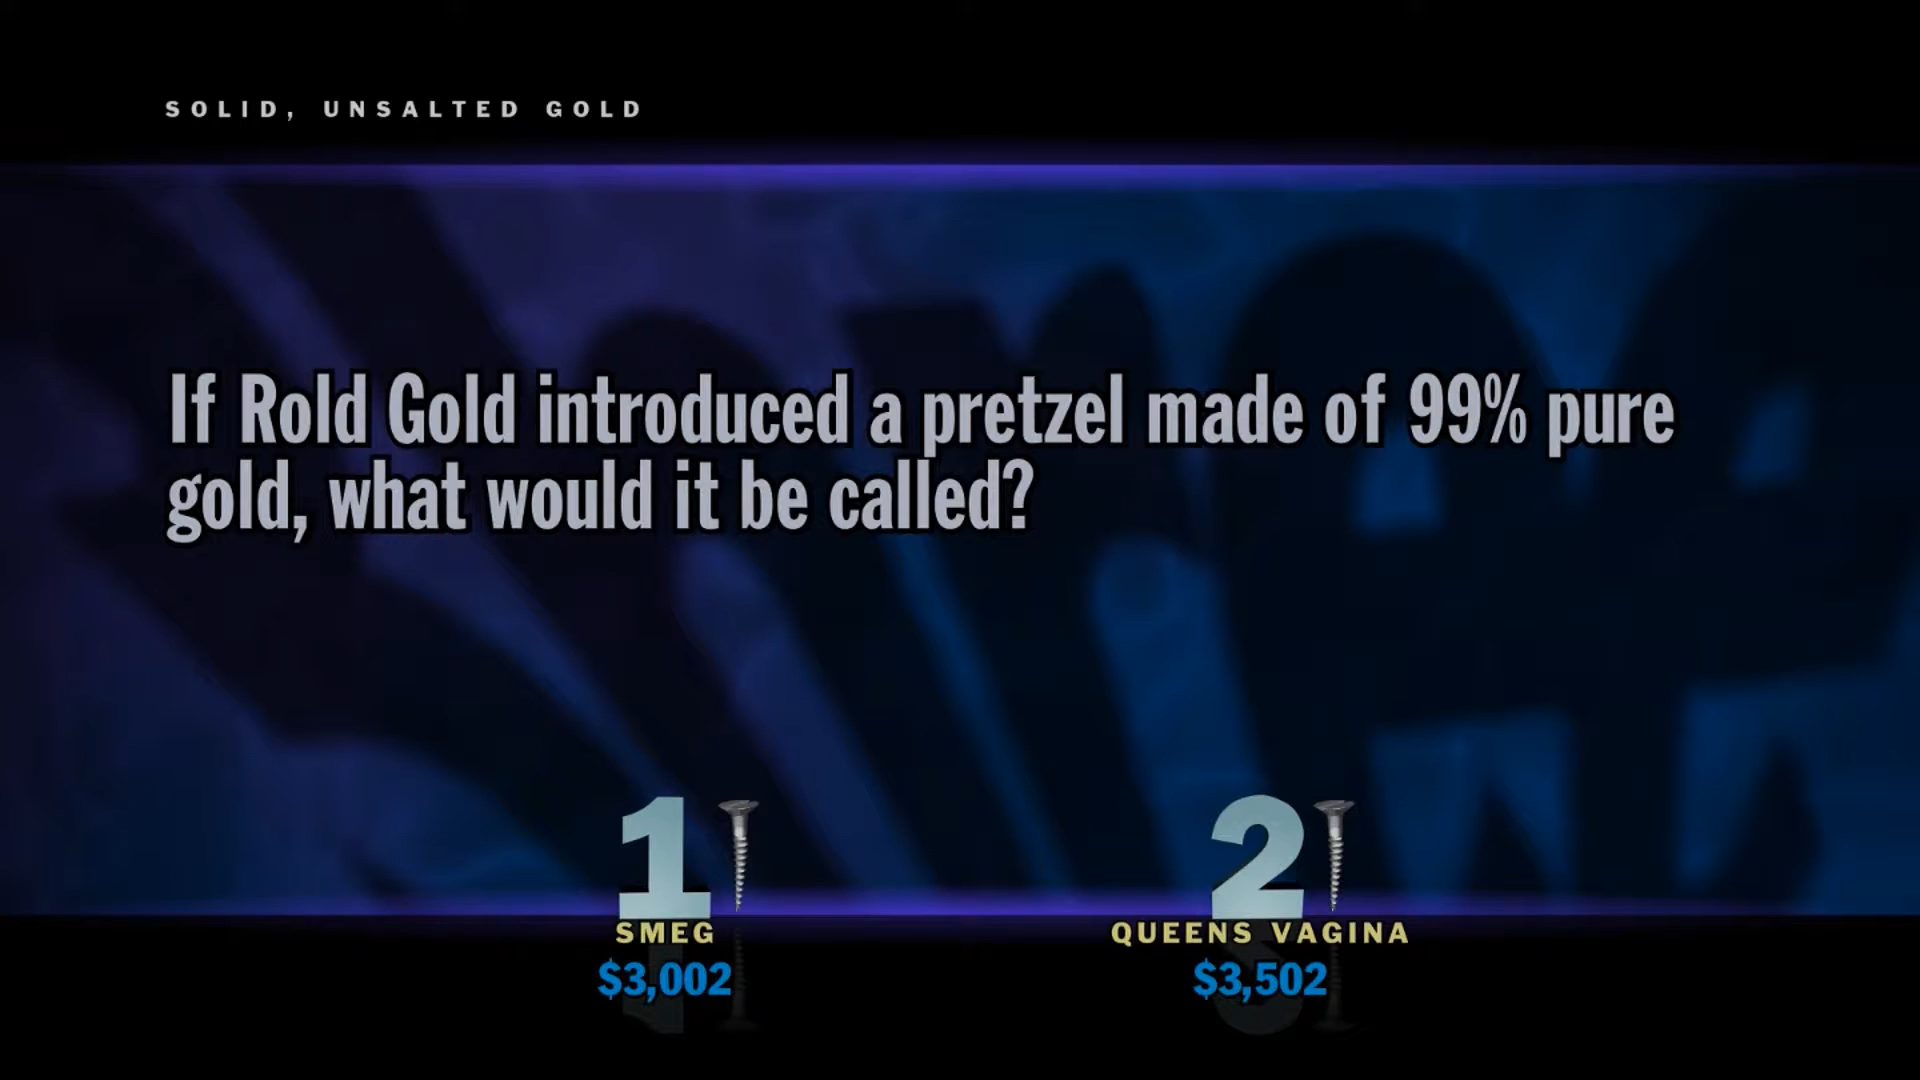 SOLID, UNSALTED GOLD
If Rold Gold introduced a pretzel made of 99% pure
gold, what would it be called?
1
2
SMEG
QUEENS VAGINA
$3,002
$3,502